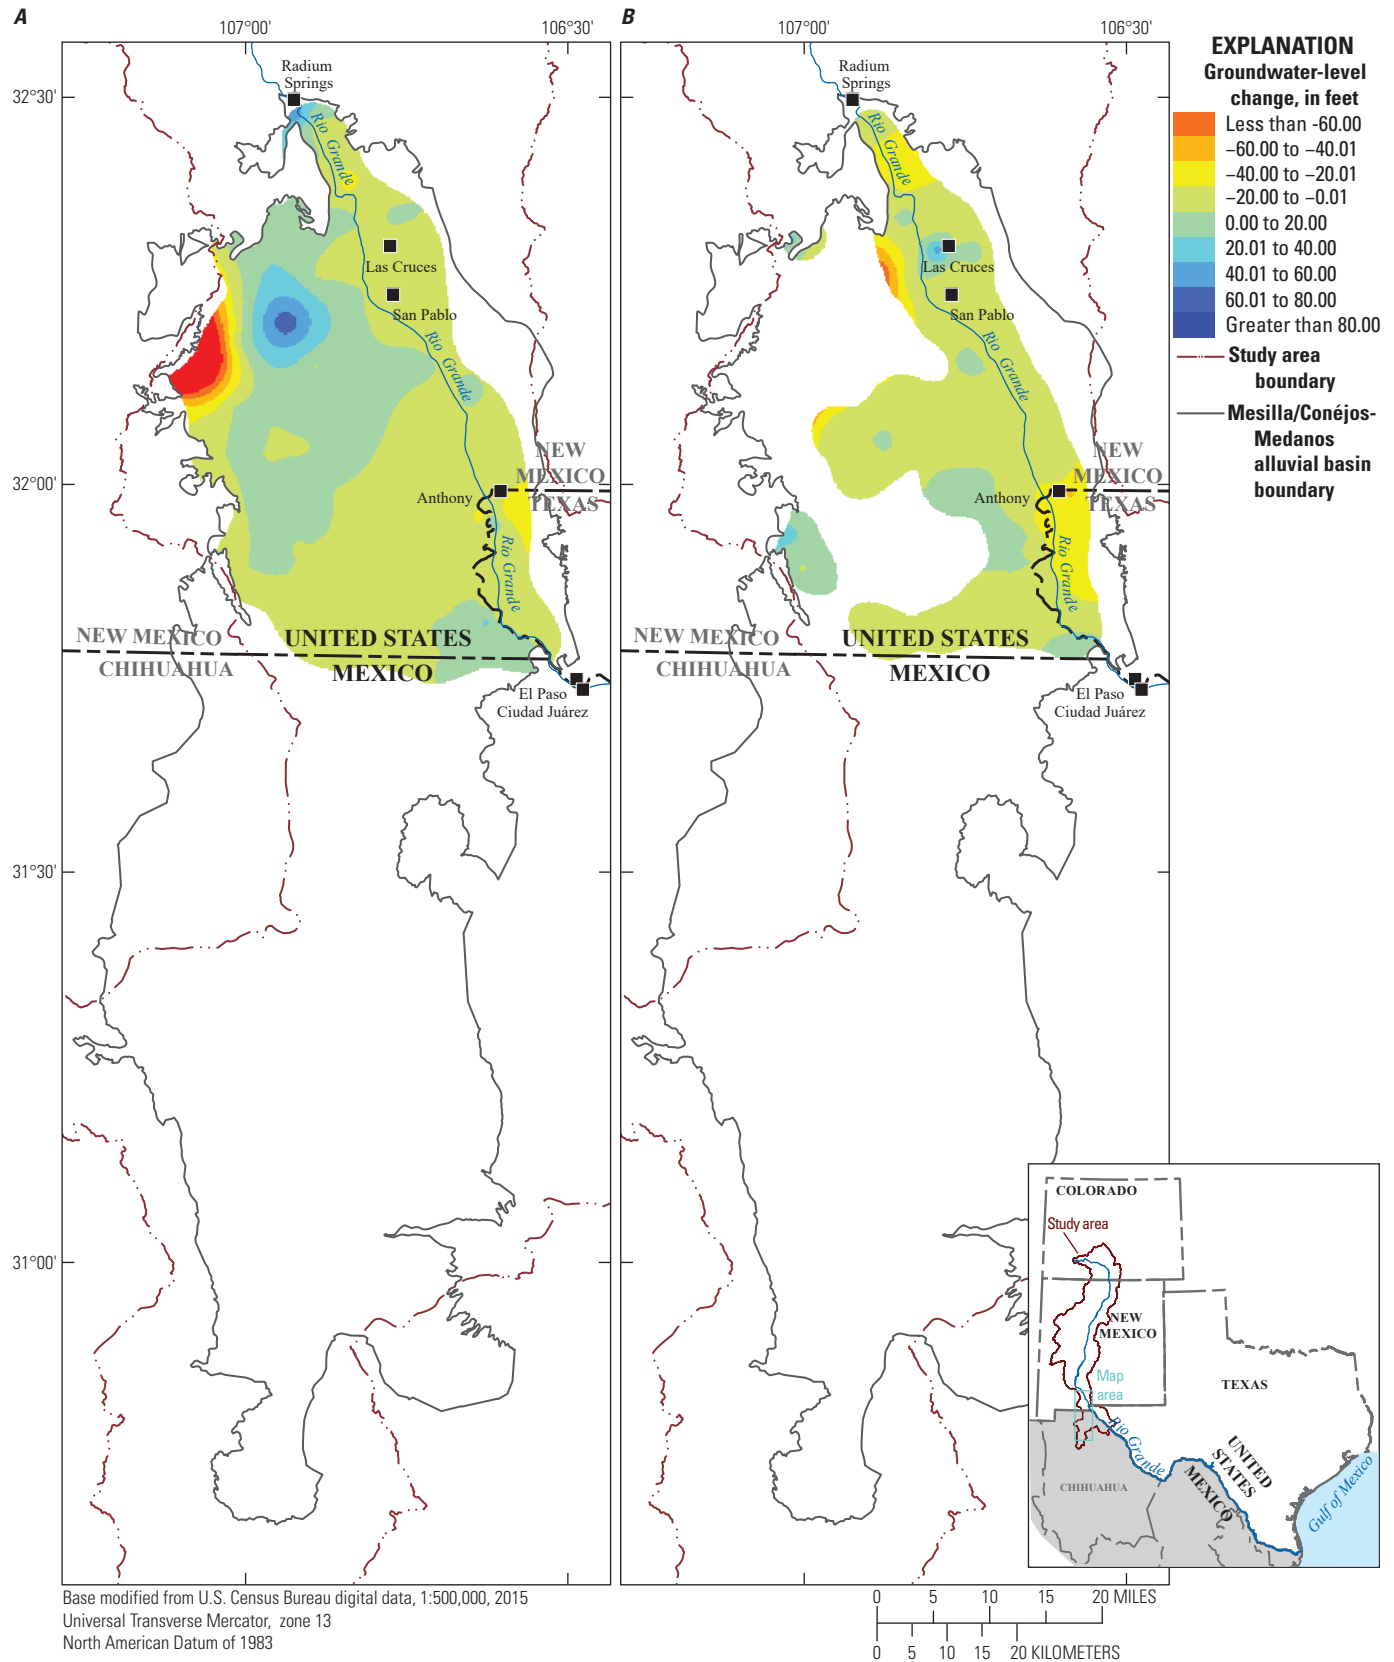 A
107°00'
106°30'
32°30'
32°00'
31°30'
31°00'
Radium
Springs
Rio Grande
Las Cruces
San Pablo
Rio Grande
NEW
MEXICO
TEXAS
Anthony
Rio Grande
NEW MEXICO
CHIHUAHUA
UNITED STATES
MEXICO
El Paso
Ciudad Juárez
B
107°00'
106°30'
Radium
Springs
Rio Grande
Las Cruces
San Pablo
Rio Grande
NEW
MEXICO
TEXAS
Anthony
Rio Grande
NEW MEXICO
CHIHUAHUA
UNITED STATES
MEXICO
El Paso
Ciudad Juárez
EXPLANATION
Groundwater-level
change, in feet
Less than -60.00
−60.00 to −40.01
−40.00 to −20.01
−20.00 to −0.01
0.00 to 20.00
20.01 to 40.00
40.01 to 60.00
60.01 to 80.00
Greater than 80.00
Study area
boundary
Mesilla/Conéjos-
Medanos
alluvial basin
boundary
COLORADO
Study area
NEW
MEXICO
Map
area
TEXAS
Rio Grande
CHIHUAHUA
UNITED
STATES
MEXICO
Gulf of Mexico
Base modified from U.S. Census Bureau digital data, 1:500,000, 2015
Universal Transverse Mercator, zone 13
North American Datum of 1983
0 5 10 15 20 MILES
0 5 10 15 20 KILOMETERS